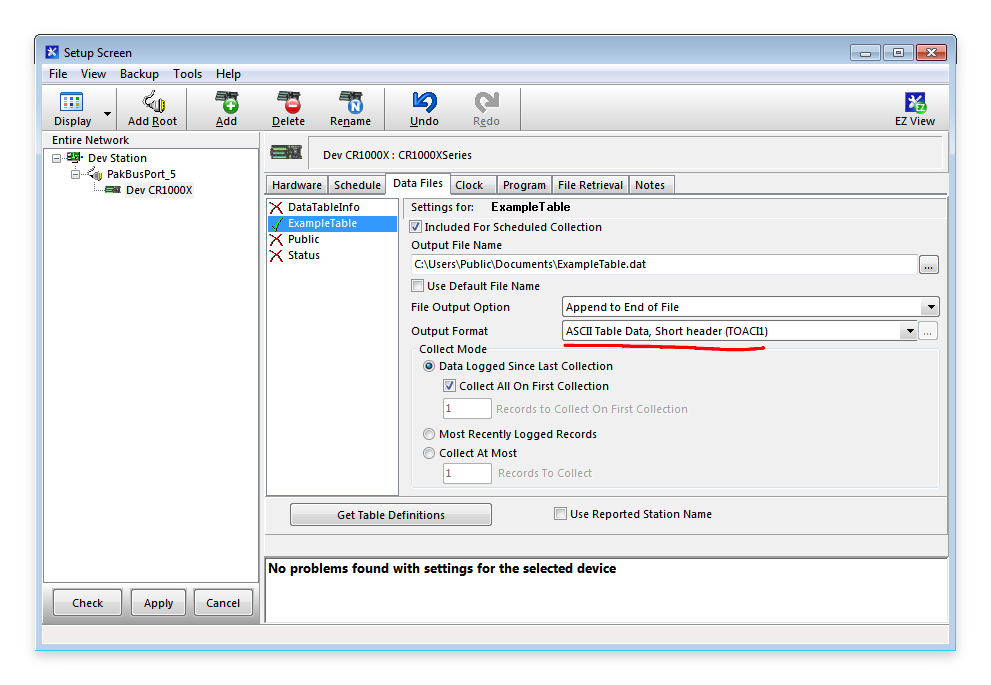 Setup Screen
File View Backup Tools Help
Display Add Root Add Delete Rename Undo Redo EZ View
Entire Network
Dev Station
PakBusPort_5
Dev CR1000X
Dev CR1000X : CR1000XSeries
Hardware Schedule Data Files Clock Program File Retrieval Notes
DataTableInfo
ExampleTable
Public
Status
Settings for: ExampleTable
Included For Scheduled Collection
Output File Name
C:\Users\Public\Documents\ExampleTable.dat ...
Use Default File Name
File Output Option Append to End of File
Output Format ASCII Table Data, Short header (TOACI1) ...
Collect Mode
Data Logged Since Last Collection
Collect All On First Collection
1 Records to Collect On First Collection
Most Recently Logged Records
Collect At Most
1 Records To Collect
Get Table Definitions Use Reported Station Name
No problems found with settings for the selected device
Check Apply Cancel